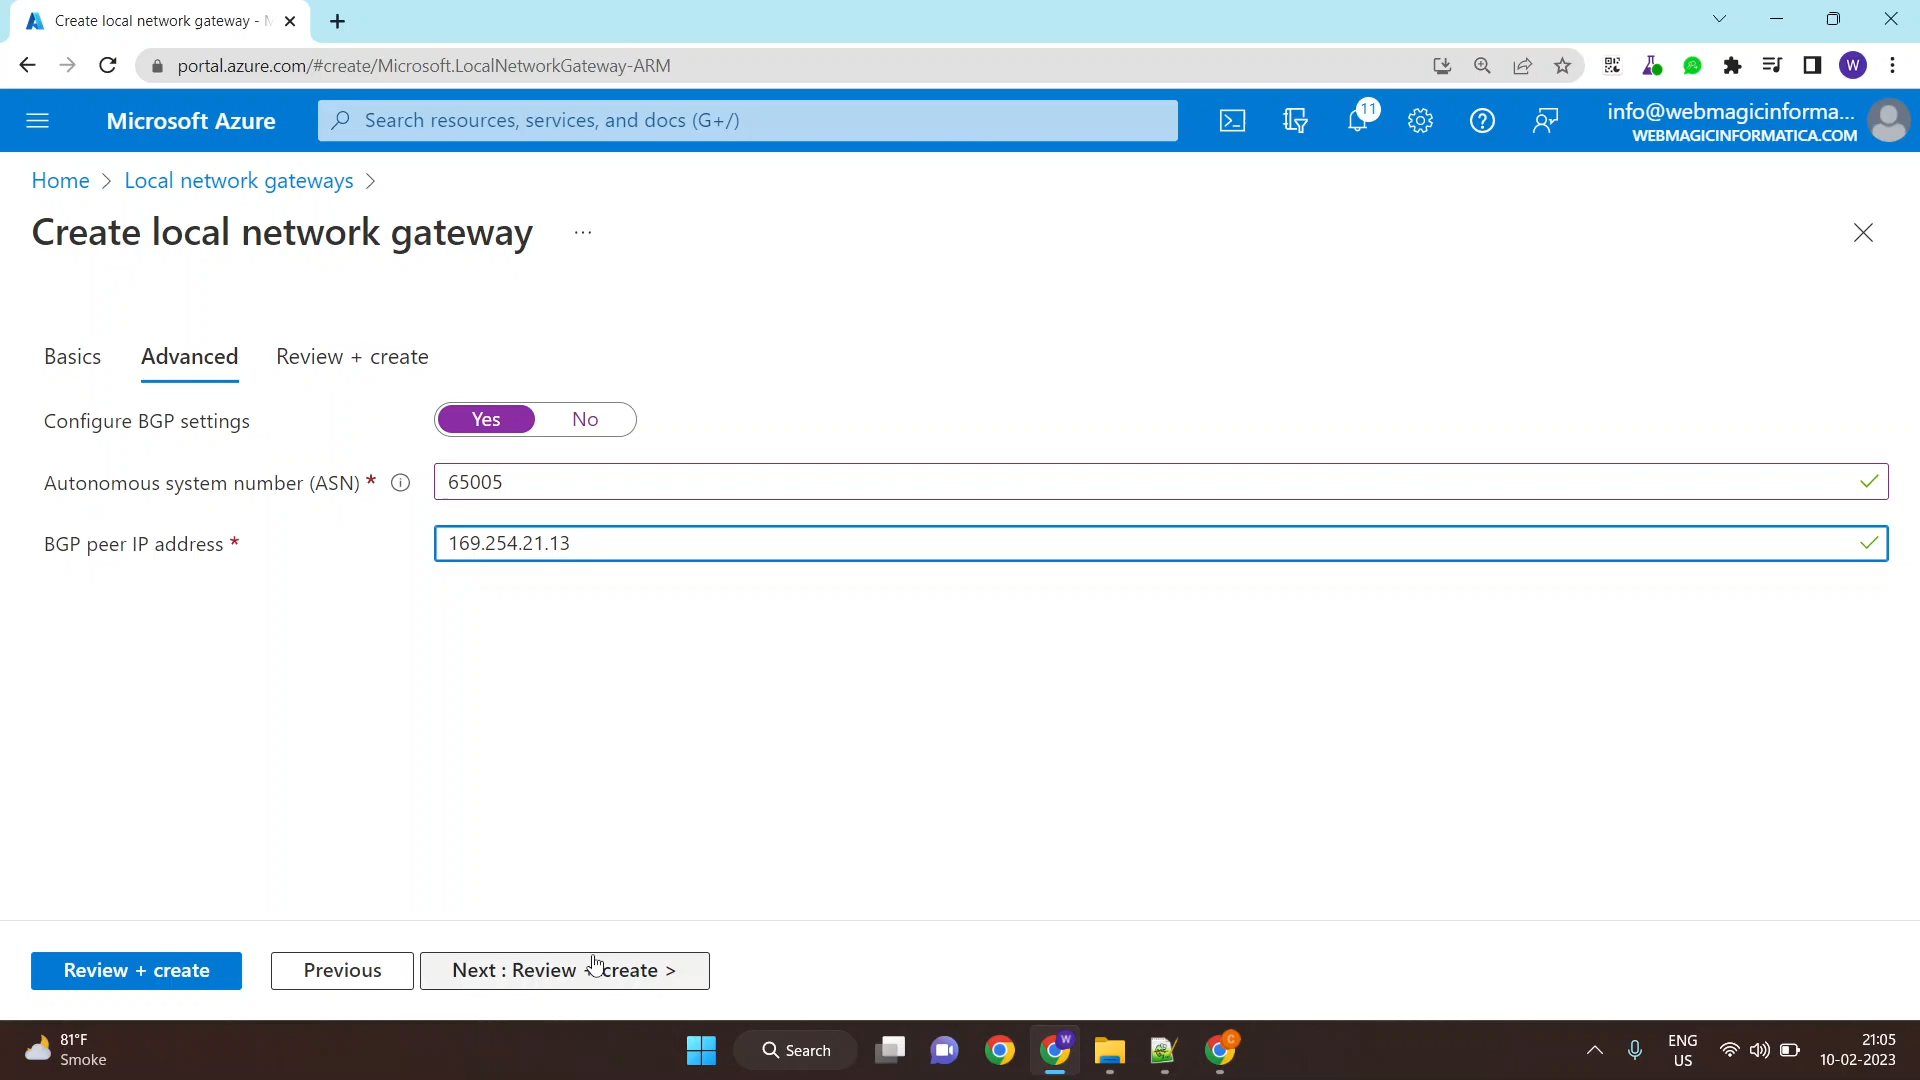 Create local network gateway -
portal.azure.com/#create/Microsoft.LocalNetworkGateway-ARM
W
Microsoft Azure
Search resources, services, and docs (G+/)
11
info@webmagicinforma...
WEBMAGICINFORMATICA.COM
Home > Local network gateways >
Create local network gateway ...
Basics Advanced Review + create
Configure BGP settings Yes No
Autonomous system number (ASN) * 65005
BGP peer IP address * 169.254.21.13
Review + create Previous Next : Review + create >
81°F
Smoke
Search
W
C
ENG
US
21:05
10-02-2023